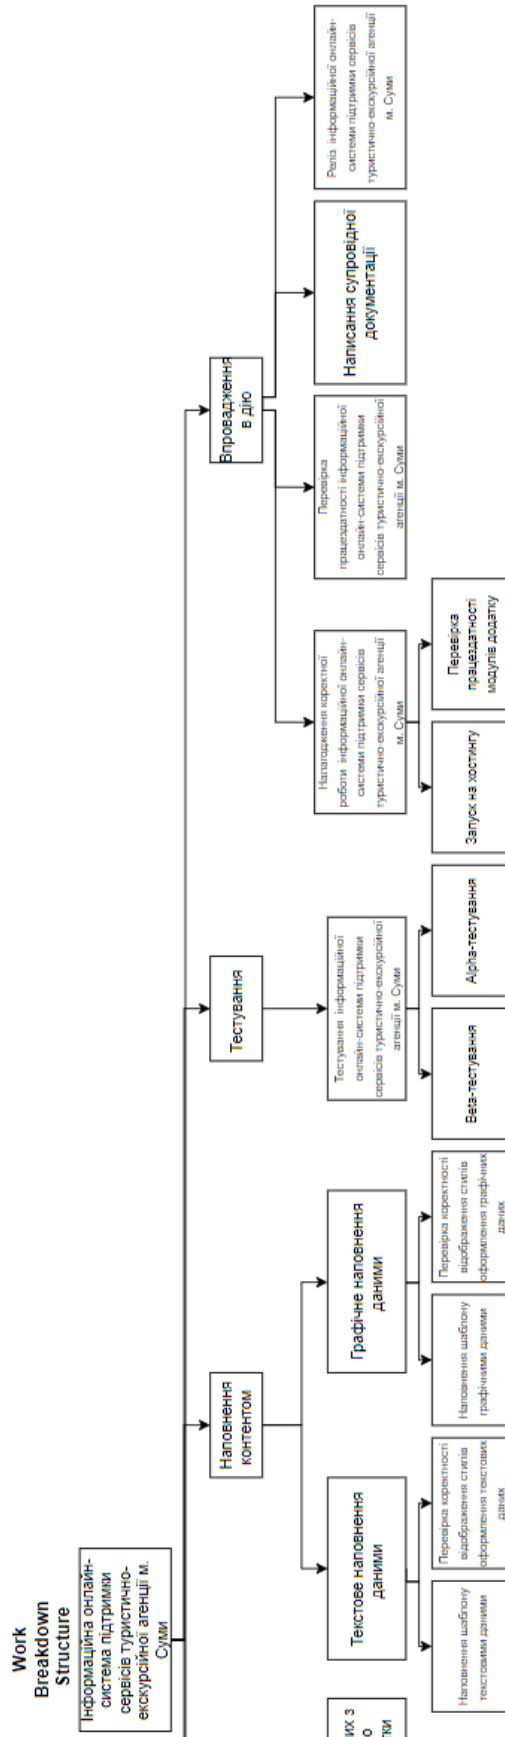 Work
Breakdown
Structure
Інформаційна онлайн-
система підтримки
сервісів туристично-
екскурсійної агенції м.
Суми
Наповнення
контентом
Тестування
Впровадження
в дію
их з
о
тки
Текстове наповнення
даними
Графічне наповнення
даними
Тестування інформаційної
онлайн-системи підтримки
сервісів туристично-екскурсійної
агенції м. Суми
Налагодження коректної
роботи інформаційної онлайн-
системи підтримки сервісів
туристично-екскурсійної агенції
м. Суми
Перевірка
працездатності інформаційної
онлайн-системи підтримки
сервісів туристично-екскурсійної
агенції м. Суми
Написання супровідної
документації
Реліз інформаційної онлайн-
системи підтримки сервісів
туристично-екскурсійної агенції
м. Суми
Наповнення шаблону
текстовими даними
Перевірка коректності
відображення стилів
оформлення текстових
даних
Наповнення шаблону
графічними даними
Перевірка коректності
відображення стилів
оформлення графічних
даних
Beta-тестування
Alpha-тестування
Запуск на хостингу
Перевірка
працездатності
модулів додатку